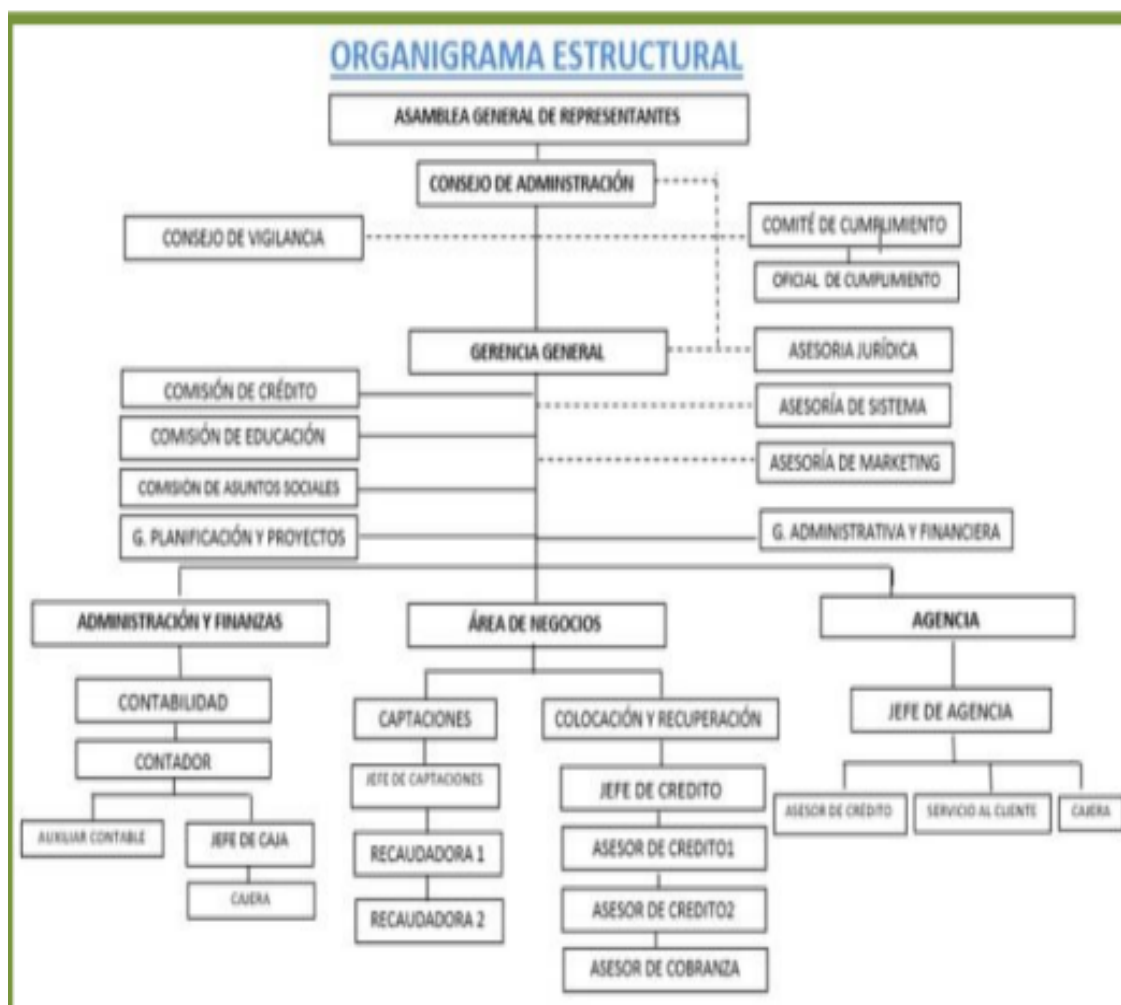 ORGANIGRAMA ESTRUCTURAL
ASAMBLEA GENERAL DE REPRESENTANTES
CONSEJO DE ADMINSTRACIÓN
CONSEJO DE VIGILANCIA
COMITÉ DE CUMPLIMIENTO
OFICIAL DE CUMPLIMIENTO
GERENCIA GENERAL
ASESORIA JURÍDICA
COMISIÓN DE CRÉDITO
ASESORÍA DE SISTEMA
COMISIÓN DE EDUCACIÓN
ASESORÍA DE MARKETING
COMISIÓN DE ASUNTOS SOCIALES
G. PLANIFICACIÓN Y PROYECTOS
G. ADMINISTRATIVA Y FINANCIERA
ADMINISTRACIÓN Y FINANZAS
ÁREA DE NEGOCIOS
AGENCIA
CONTABILIDAD
CAPTACIONES
COLOCACIÓN Y RECUPERACIÓN
JEFE DE AGENCIA
CONTADOR
JEFE DE CAPTACIONES
JEFE DE CREDITO
ASESOR DE CRÉDITO
SERVICIO AL CLIENTE
CAJERA
AUXILIAR CONTABLE
JEFE DE CAJA
RECAUDADORA 1
ASESOR DE CREDITO1
CAJERA
RECAUDADORA 2
ASESOR DE CREDITO2
ASESOR DE COBRANZA